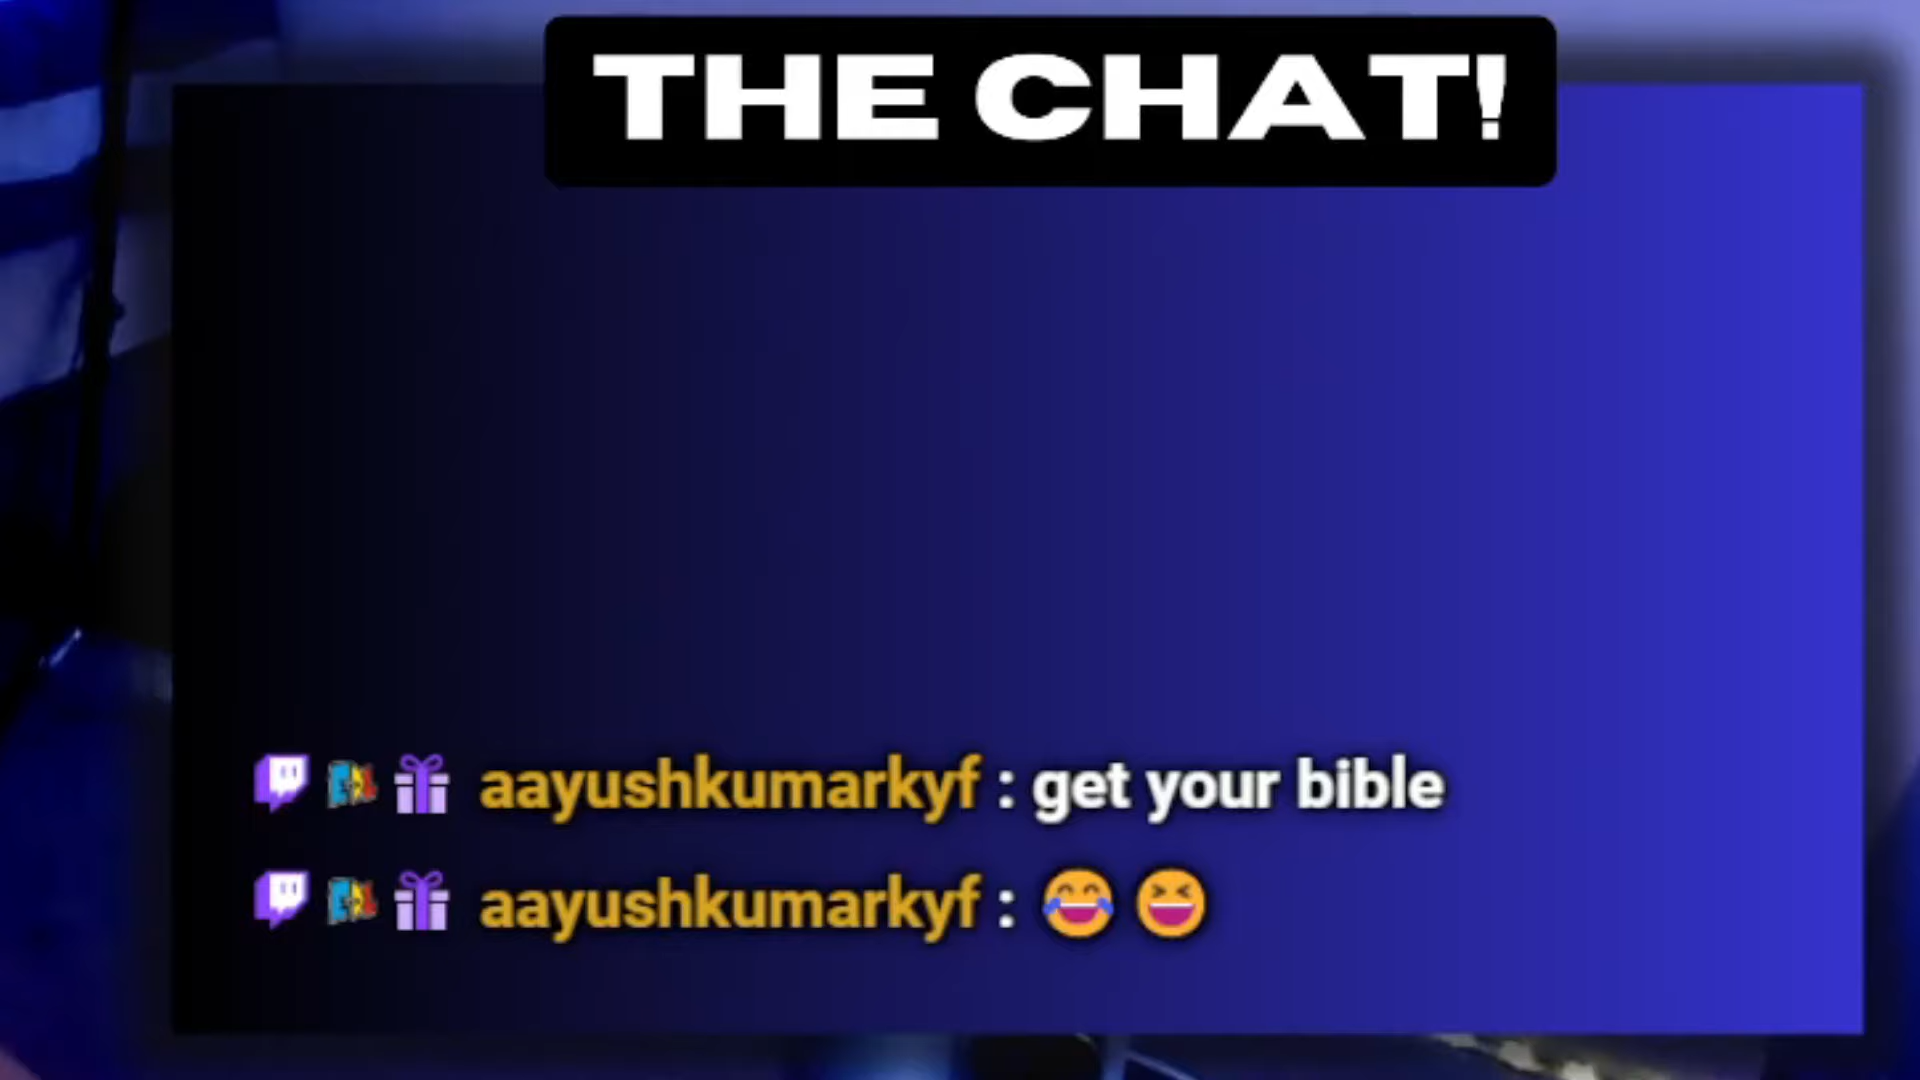 THE CHAT!
aayushkumarkyf : get your bible
aayushkumarkyf : 😂 😆